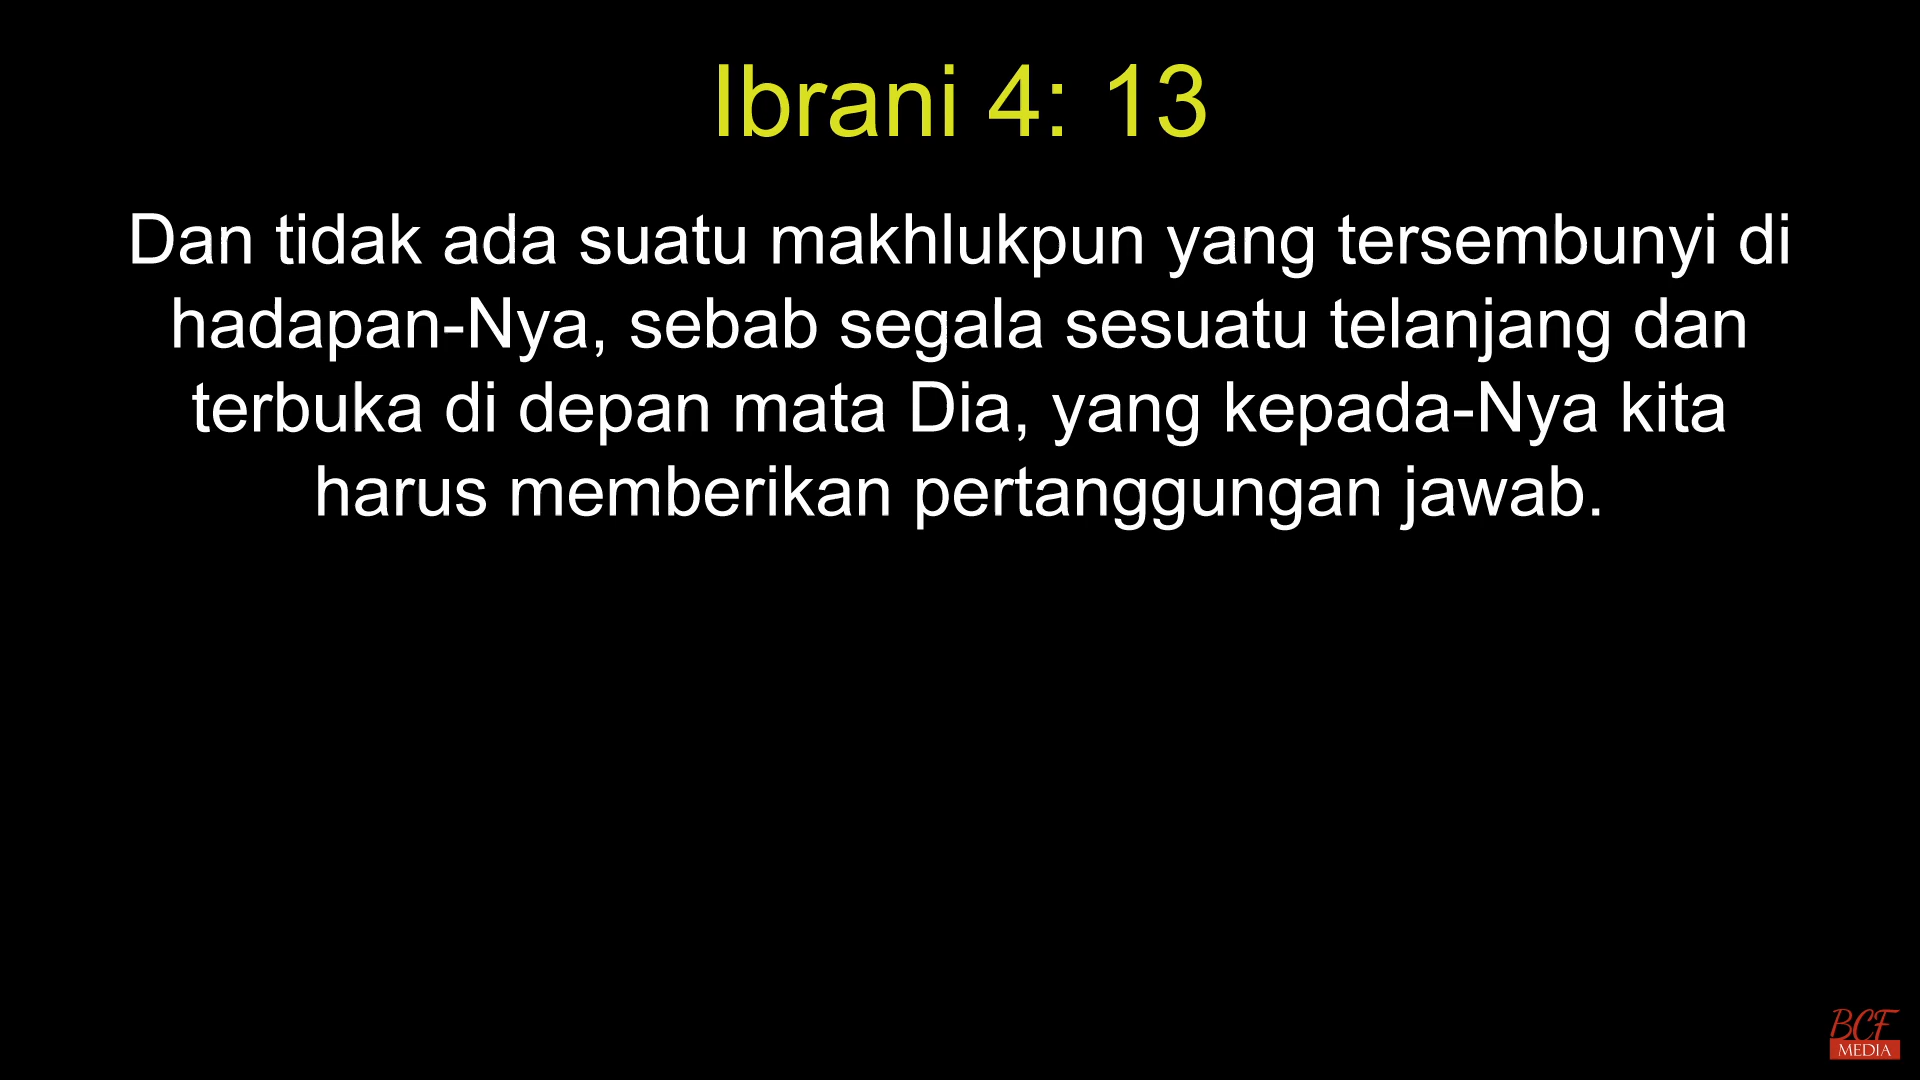 Ibrani 4: 13
Dan tidak ada suatu makhlukpun yang tersembunyi di
hadapan-Nya, sebab segala sesuatu telanjang dan
terbuka di depan mata Dia, yang kepada-Nya kita
harus memberikan pertanggungan jawab.
BCF
MEDIA